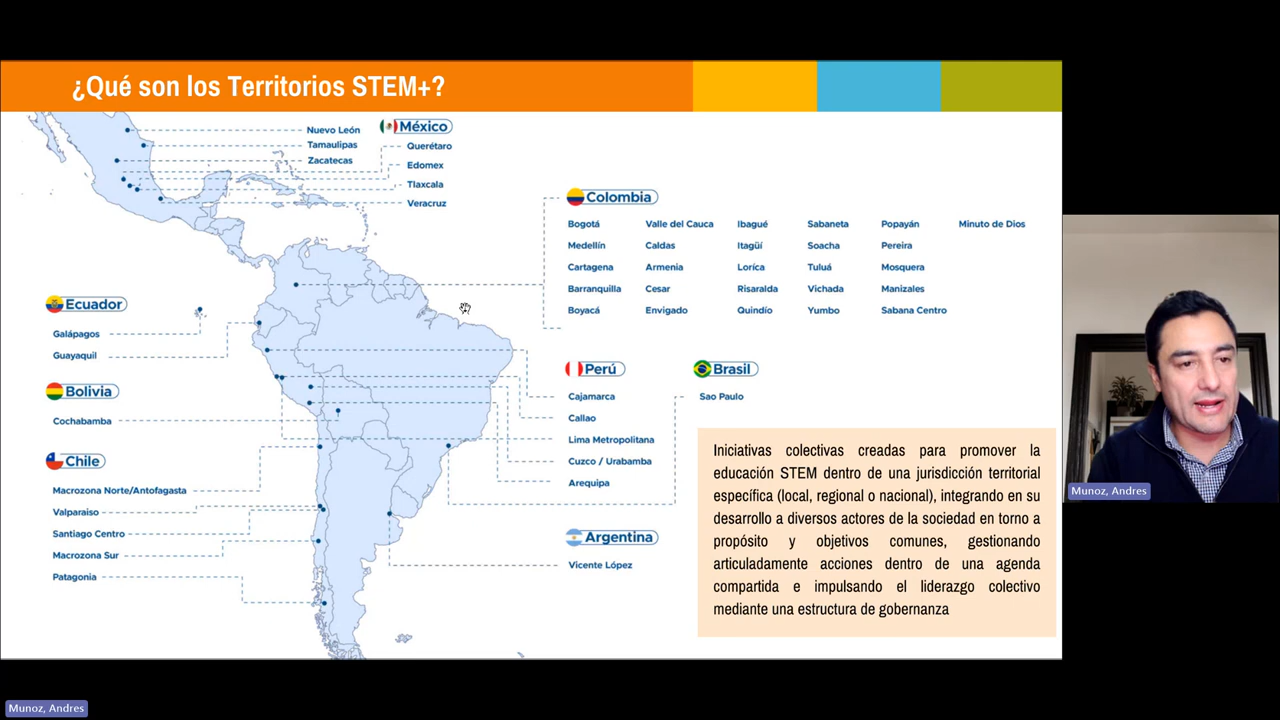 ¿Qué son los Territorios STEM+?
México
Nuevo León
Tamaulipas
Zacatecas
Querétaro
Edomex
Tlaxcala
Veracruz
Colombia
Bogotá Valle del Cauca Ibagué Sabaneta Popayán Minuto de Dios
Medellín Caldas Itagüí Soacha Pereira
Cartagena Armenia Loríca Tuluá Mosquera
Barranquilla Cesar Risaralda Vichada Manizales
Boyacá Envigado Quindío Yumbo Sabana Centro
Ecuador
Galápagos
Guayaquil
Bolivia
Cochabamba
Chile
Macrozona Norte/Antofagasta
Valparaiso
Santiago Centro
Macrozona Sur
Patagonia
Perú
Cajamarca
Callao
Lima Metropolitana
Cuzco / Urabamba
Arequipa
Brasil
Sao Paulo
Argentina
Vicente López
Iniciativas colectivas creadas para promover la
educación STEM dentro de una jurisdicción territorial
específica (local, regional o nacional), integrando en su
desarrollo a diversos actores de la sociedad en torno a
propósito y objetivos comunes, gestionando
articuladamente acciones dentro de una agenda
compartida e impulsando el liderazgo colectivo
mediante una estructura de gobernanza
Munoz, Andres
Munoz, Andres